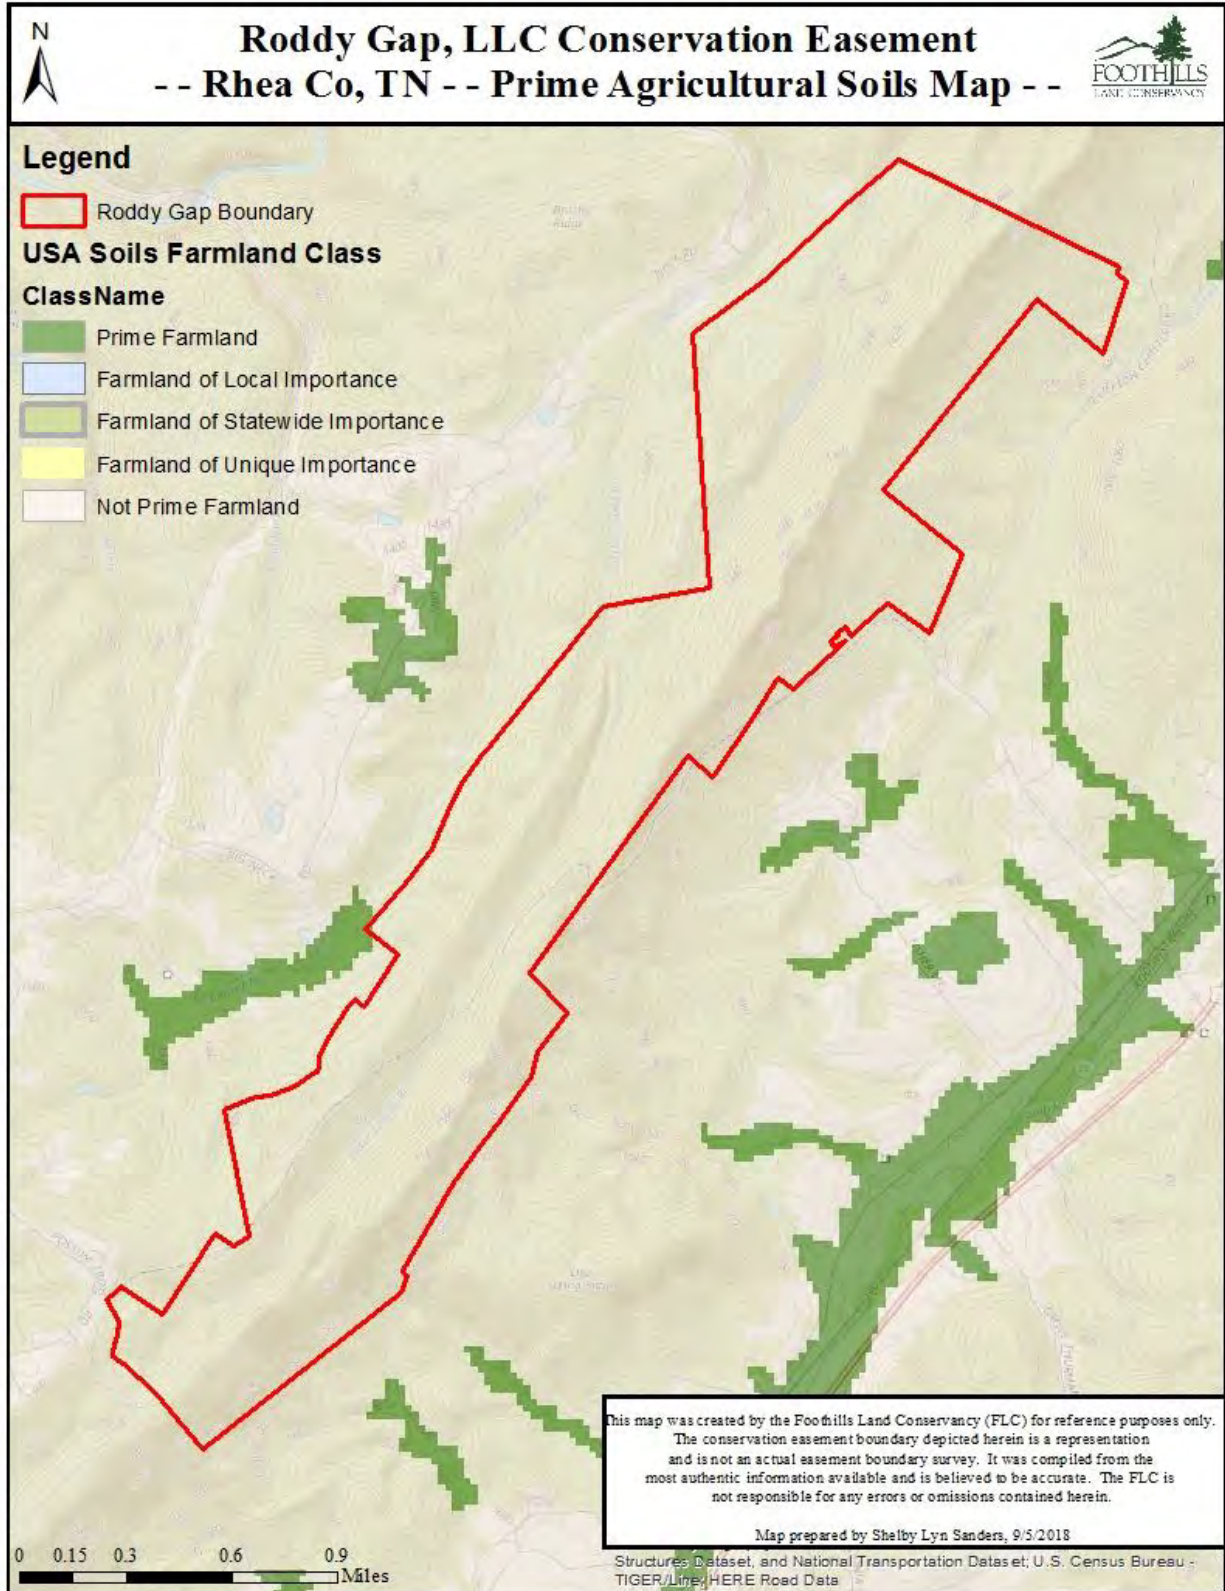 N
Roddy Gap, LLC Conservation Easement
- - Rhea Co, TN - - Prime Agricultural Soils Map - -
FOOTHILLS
LAND CONSERVANCY
Legend
Roddy Gap Boundary
USA Soils Farmland Class
ClassName
Prime Farmland
Farmland of Local Importance
Farmland of Statewide Importance
Farmland of Unique Importance
Not Prime Farmland
This map was created by the Foothills Land Conservancy (FLC) for reference purposes only.
The conservation easement boundary depicted herein is a representation
and is not an actual easement boundary survey. It was compiled from the
most authentic information available and is believed to be accurate. The FLC is
not responsible for any errors or omissions contained herein.
Map prepared by Shelby Lyn Sanders, 9/5/2018
0 0.15 0.3 0.6 0.9
Miles
Structures Dataset, and National Transportation Dataset; U.S. Census Bureau -
TIGER/Line; HERE Road Data